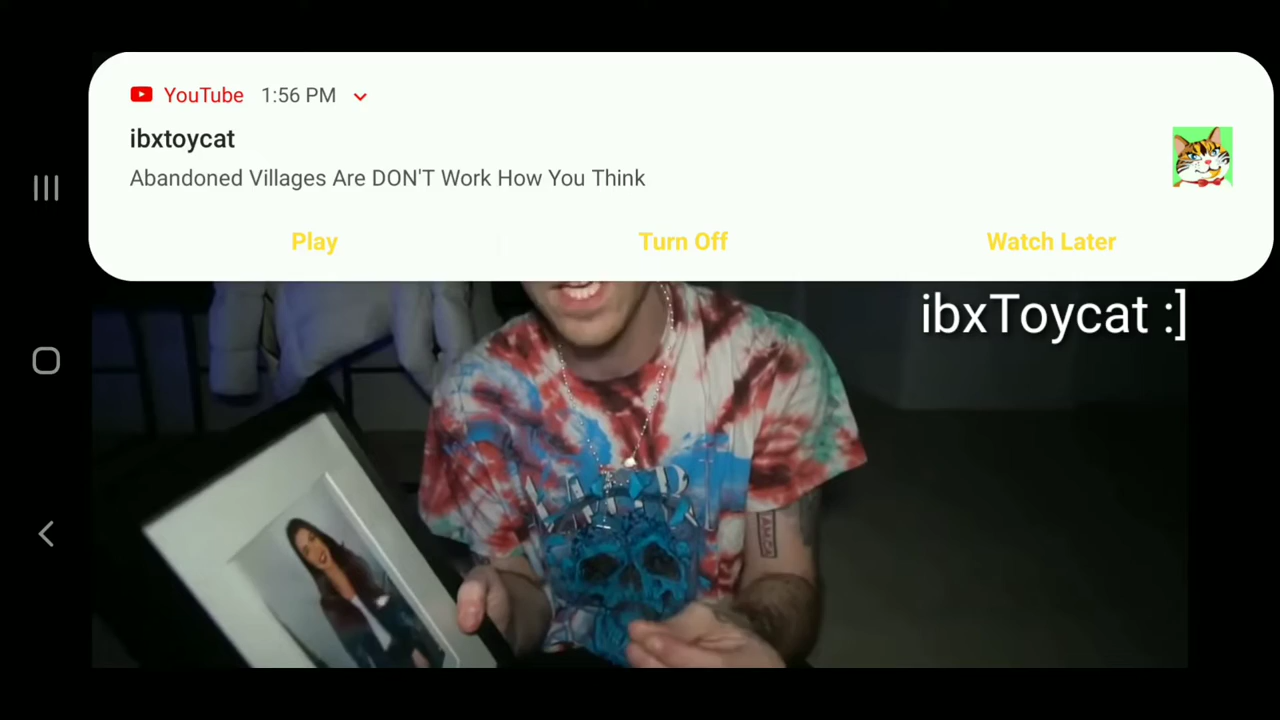 YouTube 1:56 PM
ibxtoycat
Abandoned Villages Are DON'T Work How You Think
Play Turn Off Watch Later
ibxToycat :]